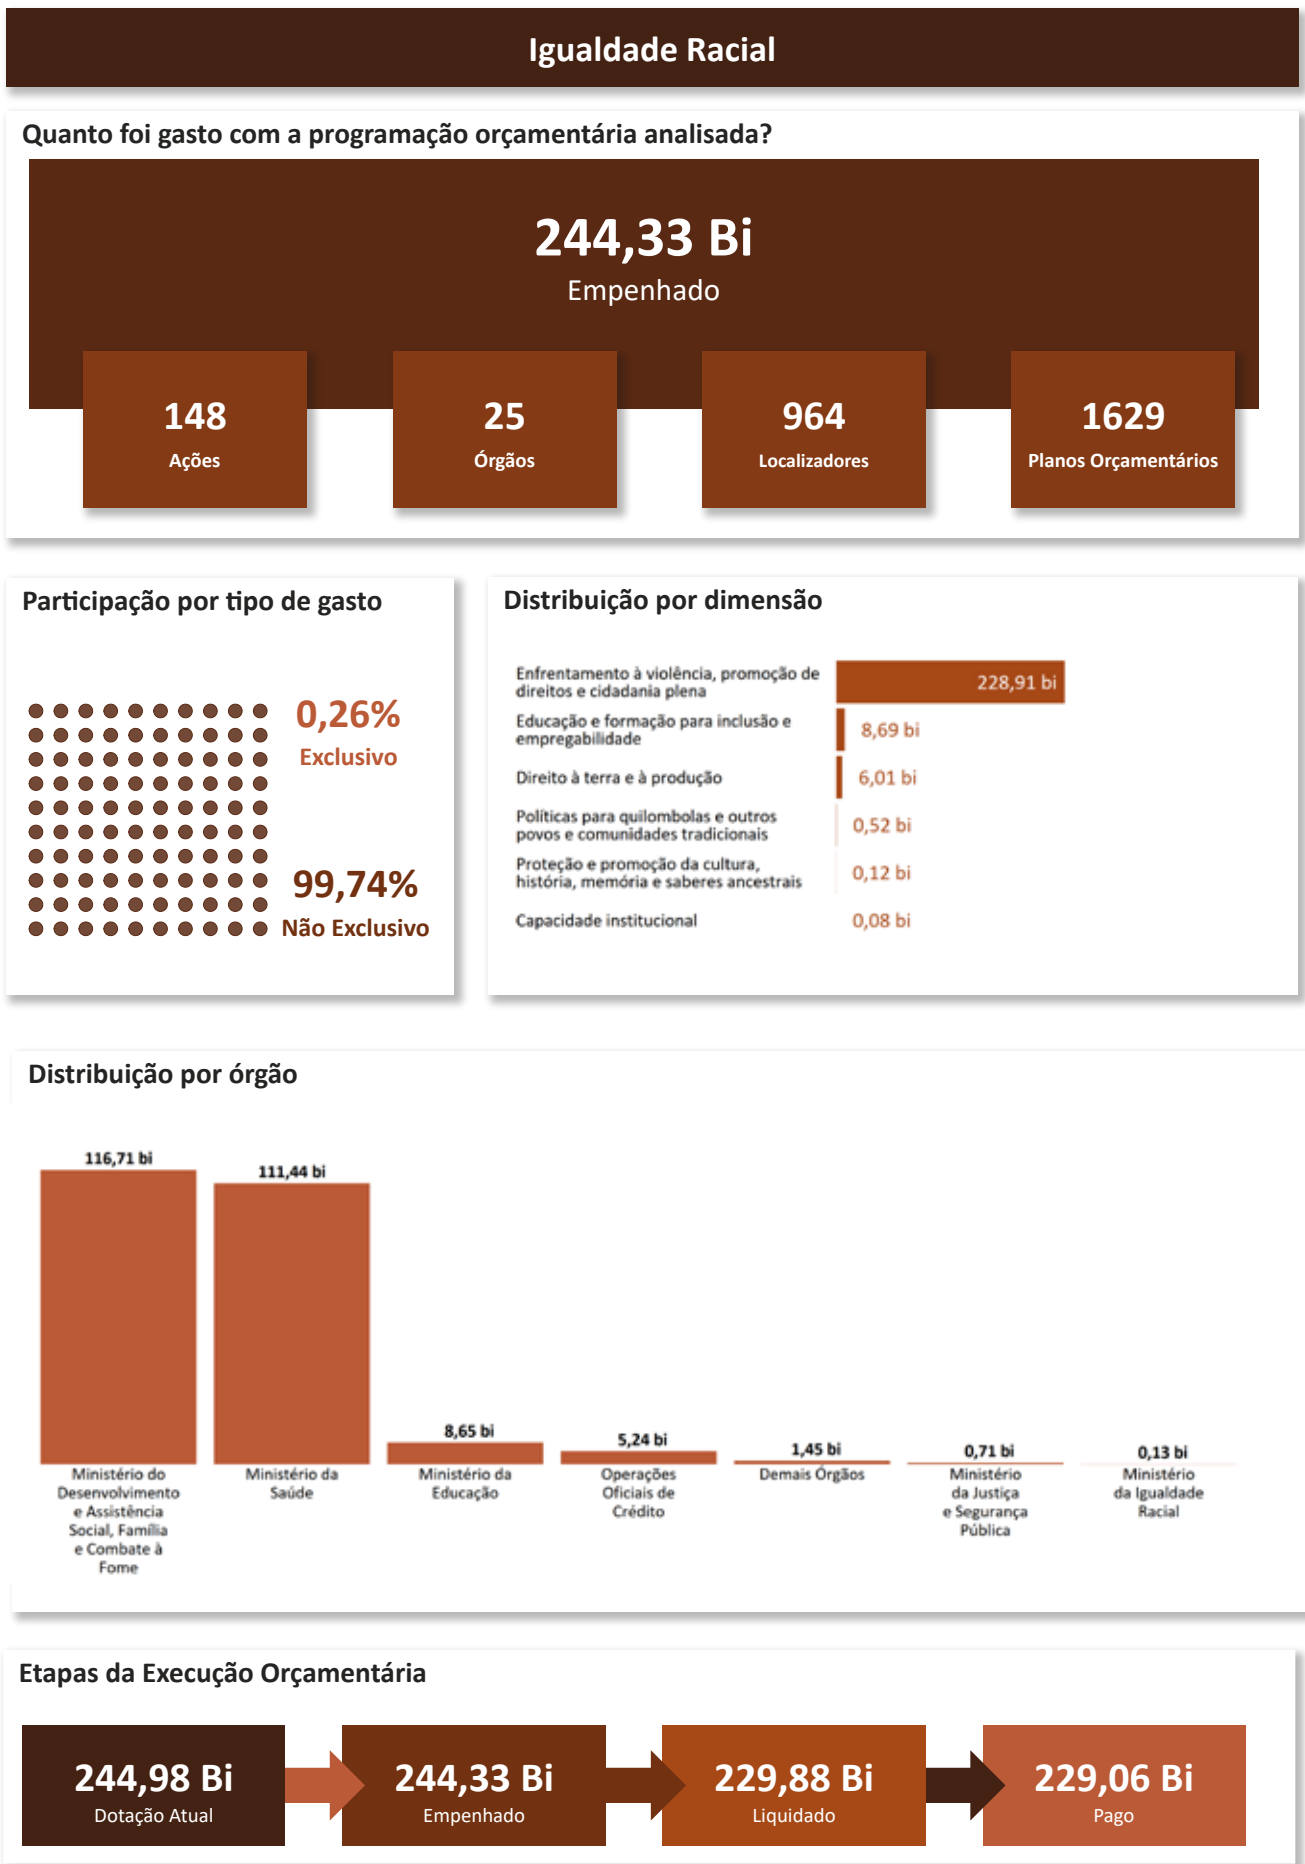 Igualdade Racial
Quanto foi gasto com a programação orçamentária analisada?
244,33 Bi
Empenhado
148
Ações
25
Órgãos
964
Localizadores
1629
Planos Orçamentários
Participação por tipo de gasto
0,26%
Exclusivo
99,74%
Não Exclusivo
Distribuição por dimensão
Enfrentamento à violência, promoção de
direitos e cidadania plena
228,91 bi
Educação e formação para inclusão e
empregabilidade
8,69 bi
Direito à terra e à produção
6,01 bi
Políticas para quilombolas e outros
povos e comunidades tradicionais
0,52 bi
Proteção e promoção da cultura,
história, memória e saberes ancestrais
0,12 bi
Capacidade institucional
0,08 bi
Distribuição por órgão
116,71 bi
Ministério do
Desenvolvimento
e Assistência
Social, Família
e Combate à
Fome
111,44 bi
Ministério da
Saúde
8,65 bi
Ministério da
Educação
5,24 bi
Operações
Oficiais de
Crédito
1,45 bi
Demais Órgãos
0,71 bi
Ministério
da Justiça
e Segurança
Pública
0,13 bi
Ministério
da Igualdade
Racial
Etapas da Execução Orçamentária
244,98 Bi
Dotação Atual
244,33 Bi
Empenhado
229,88 Bi
Liquidado
229,06 Bi
Pago